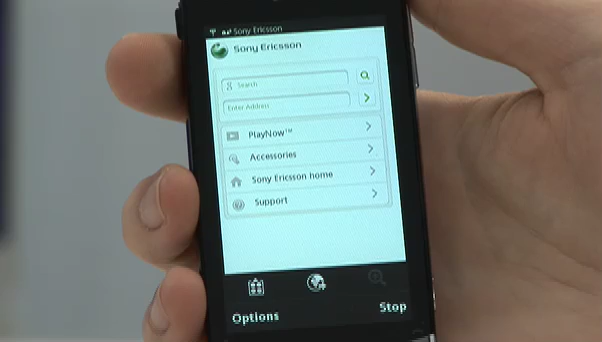 Sony Ericsson
Sony Ericsson
Search
Enter Address
PlayNow™
Accessories
Sony Ericsson home
Support
Options
Stop